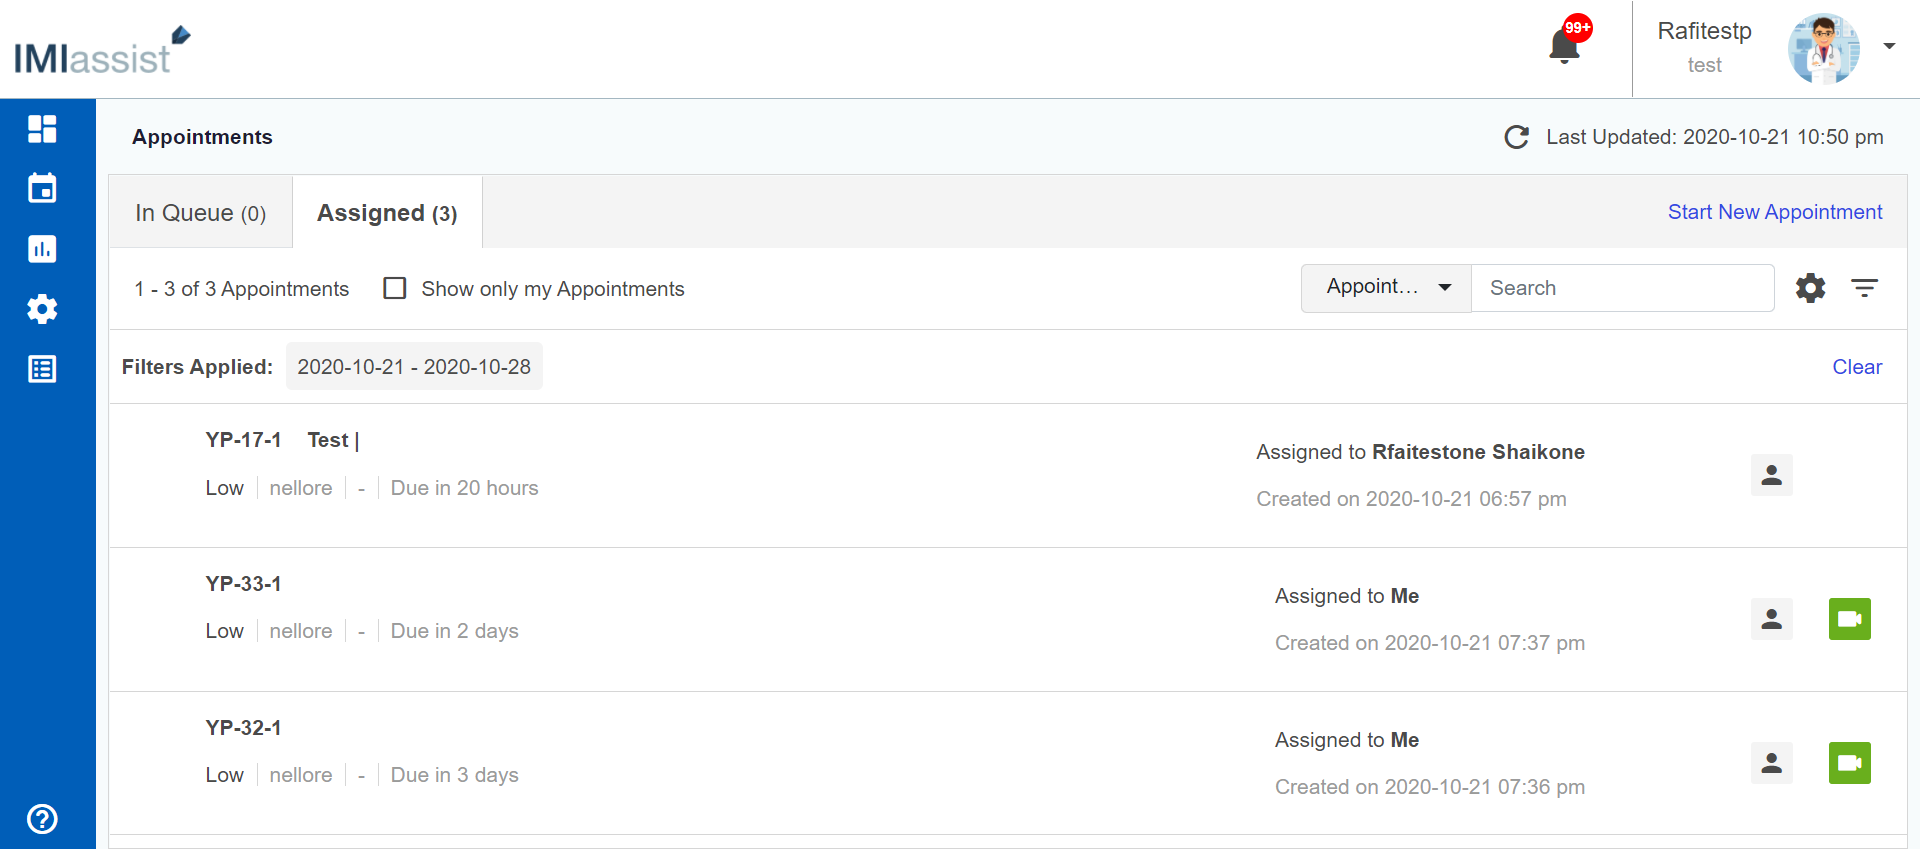 IMIassist
99+
Rafitestp
test
Appointments
Last Updated: 2020-10-21 10:50 pm
In Queue (0)
Assigned (3)
Start New Appointment
1 - 3 of 3 Appointments
Show only my Appointments
Appoint...
Search
Filters Applied:
2020-10-21 - 2020-10-28
Clear
YP-17-1 Test |
Low nellore - Due in 20 hours
Assigned to Rfaitestone Shaikone
Created on 2020-10-21 06:57 pm
YP-33-1
Low nellore - Due in 2 days
Assigned to Me
Created on 2020-10-21 07:37 pm
YP-32-1
Low nellore - Due in 3 days
Assigned to Me
Created on 2020-10-21 07:36 pm